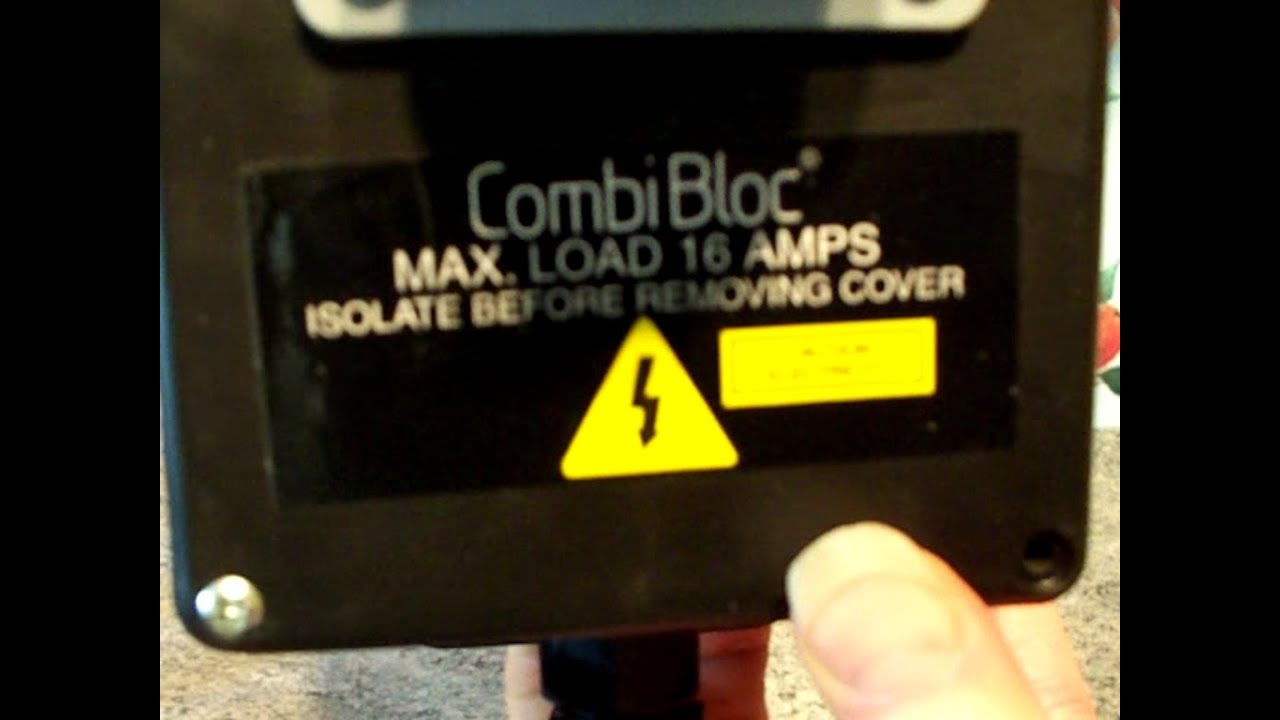 CombiBloc®
MAX. LOAD 16 AMPS
ISOLATE BEFORE REMOVING COVER